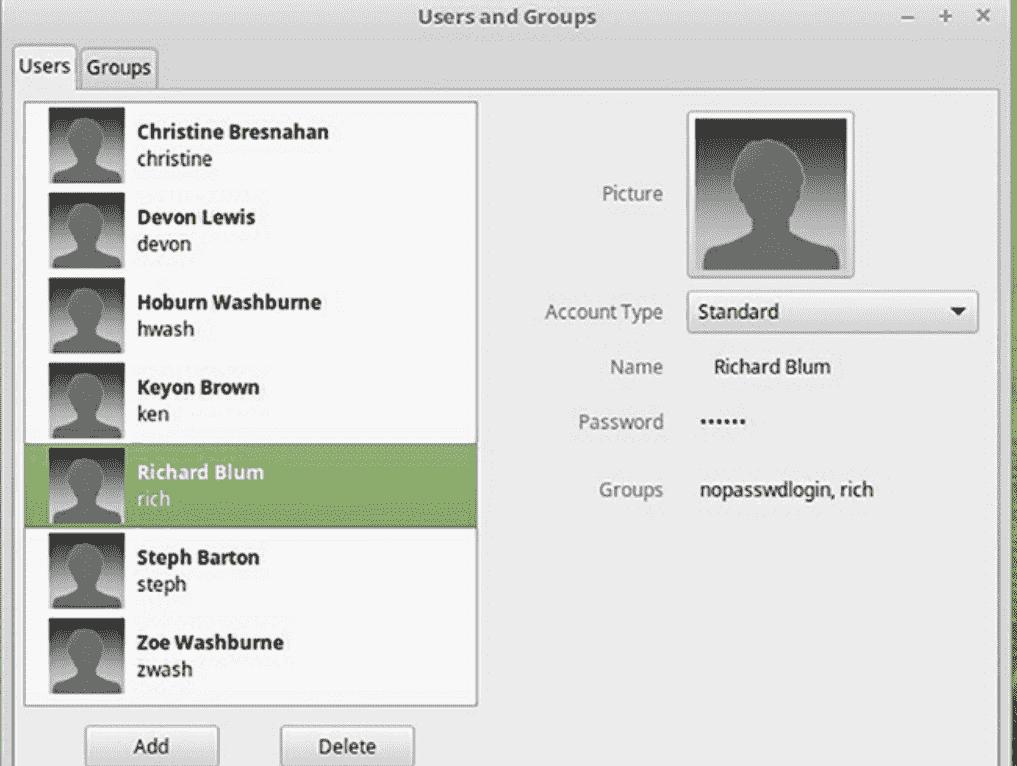 Users and Groups
Users Groups
Christine Bresnahan
christine
Devon Lewis
devon
Hoburn Washburne
hwash
Keyon Brown
ken
Richard Blum
rich
Steph Barton
steph
Zoe Washburne
zwash
Add Delete
Picture
Account Type Standard
Name Richard Blum
Password ••••••
Groups nopasswdlogin, rich